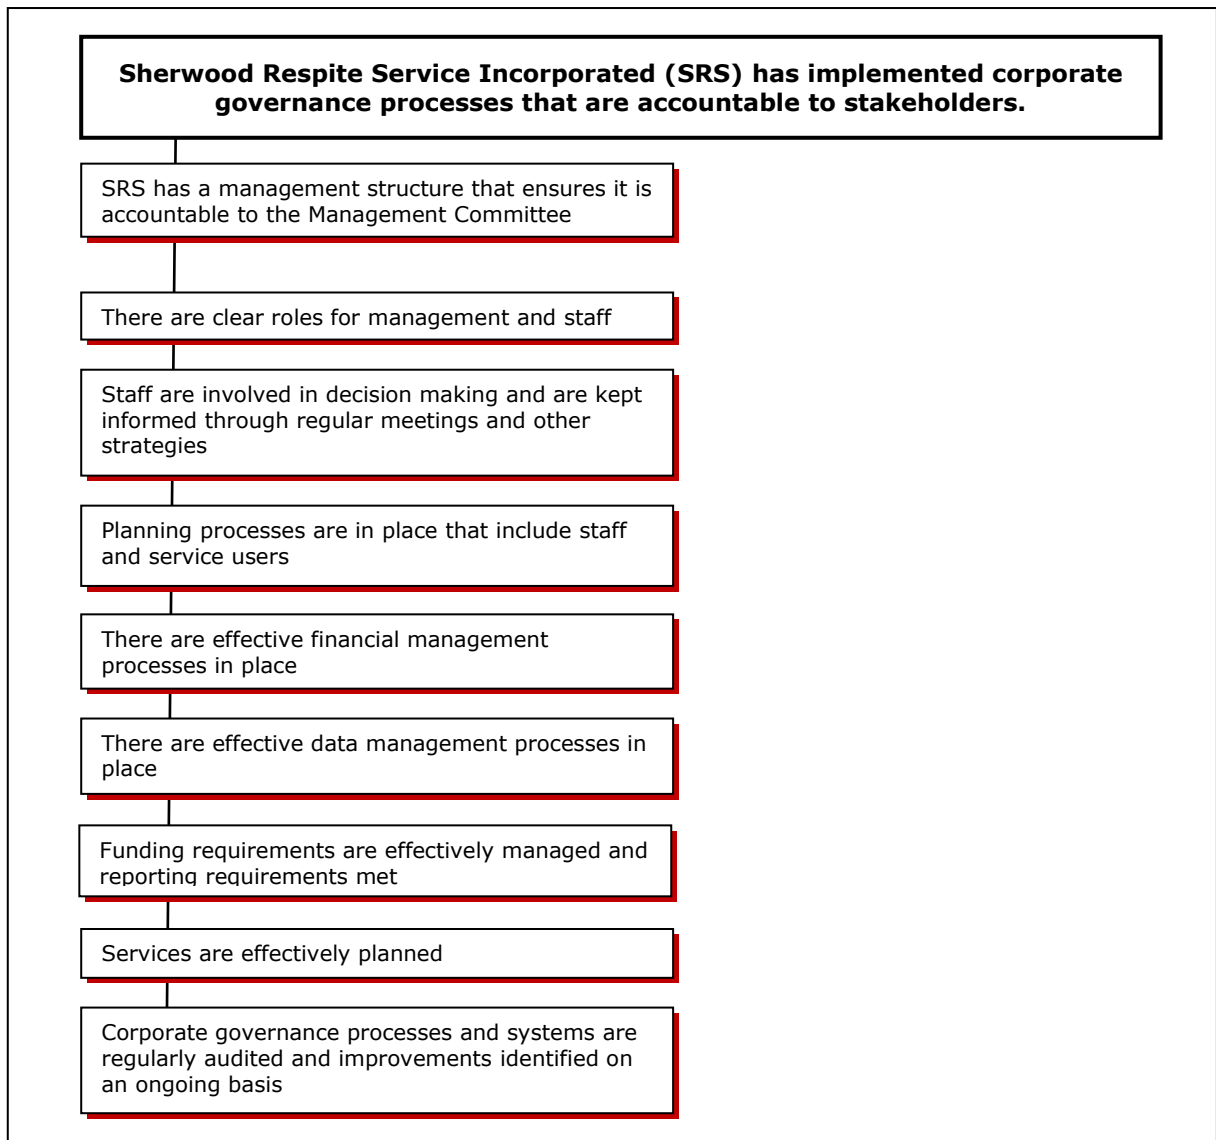 Sherwood Respite Service Incorporated (SRS) has implemented corporate
governance processes that are accountable to stakeholders.
SRS has a management structure that ensures it is
accountable to the Management Committee
There are clear roles for management and staff
Staff are involved in decision making and are kept
informed through regular meetings and other
strategies
Planning processes are in place that include staff
and service users
There are effective financial management
processes in place
There are effective data management processes in
place
Funding requirements are effectively managed and
reporting requirements met
Services are effectively planned
Corporate governance processes and systems are
regularly audited and improvements identified on
an ongoing basis